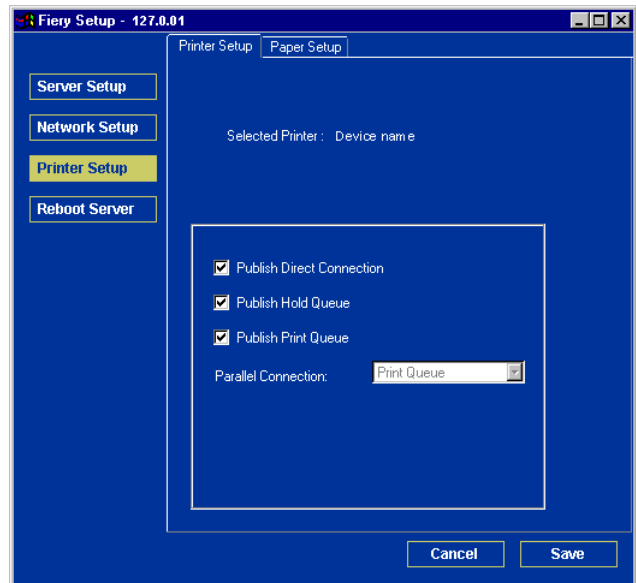 Fiery Setup - 127.0.01
Printer Setup
Paper Setup
Server Setup
Network Setup
Printer Setup
Reboot Server
Selected Printer : Device name
Publish Direct Connection
Publish Hold Queue
Publish Print Queue
Parallel Connection: Print Queue
Cancel
Save